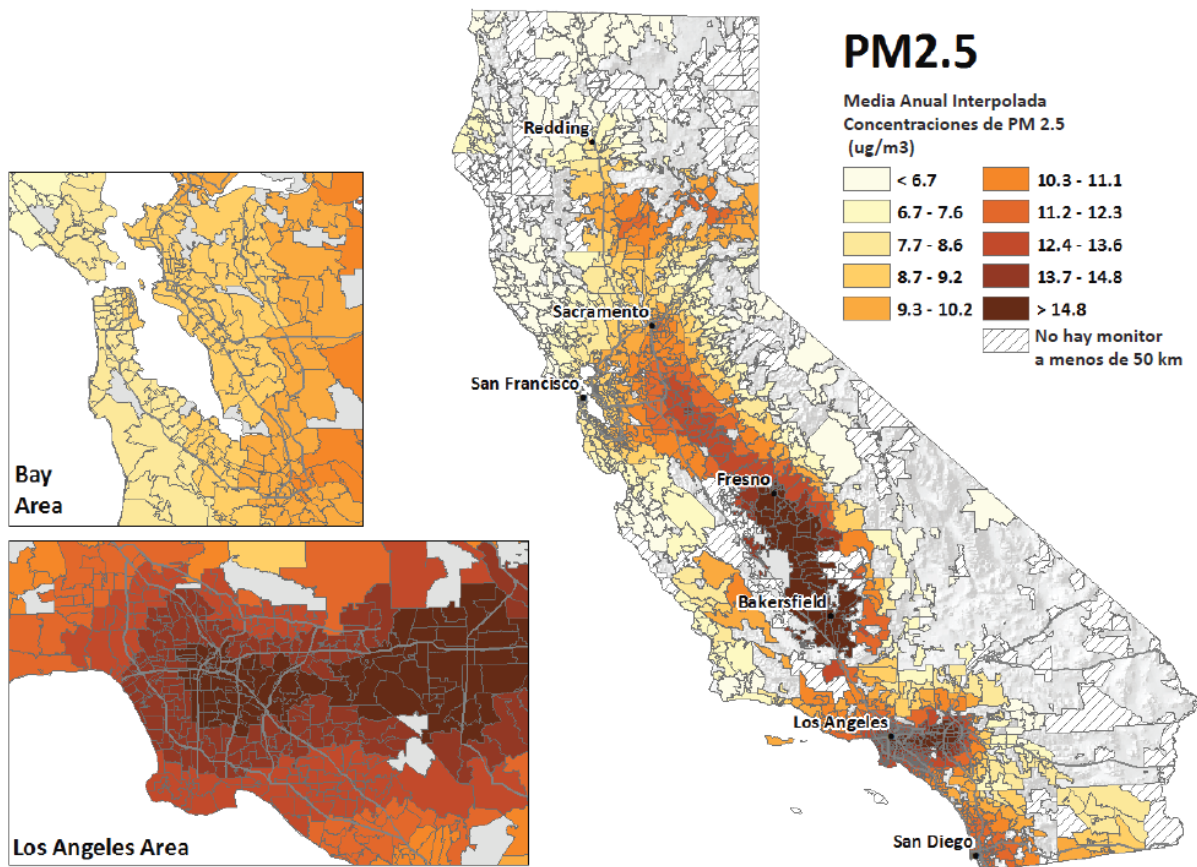 PM2.5
Media Anual Interpolada
Concentraciones de PM 2.5
(ug/m3)
< 6.7
6.7 - 7.6
7.7 - 8.6
8.7 - 9.2
9.3 - 10.2
10.3 - 11.1
11.2 - 12.3
12.4 - 13.6
13.7 - 14.8
> 14.8
No hay monitor
a menos de 50 km
Redding
Sacramento
San Francisco
Fresno
Bakersfield
Los Angeles
San Diego
Bay
Area
Los Angeles Area